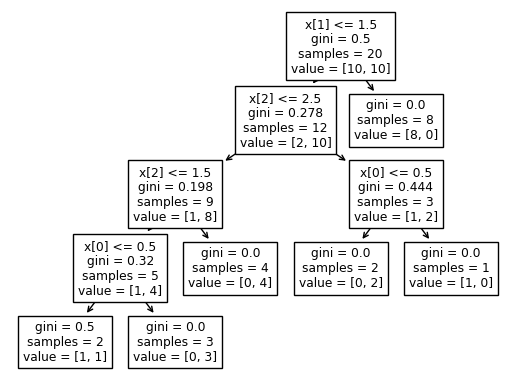 x[1] <= 1.5
gini = 0.5
samples = 20
value = [10, 10]
x[2] <= 2.5
gini = 0.278
samples = 12
value = [2, 10]
gini = 0.0
samples = 8
value = [8, 0]
x[2] <= 1.5
gini = 0.198
samples = 9
value = [1, 8]
x[0] <= 0.5
gini = 0.444
samples = 3
value = [1, 2]
x[0] <= 0.5
gini = 0.32
samples = 5
value = [1, 4]
gini = 0.0
samples = 4
value = [0, 4]
gini = 0.0
samples = 2
value = [0, 2]
gini = 0.0
samples = 1
value = [1, 0]
gini = 0.5
samples = 2
value = [1, 1]
gini = 0.0
samples = 3
value = [0, 3]